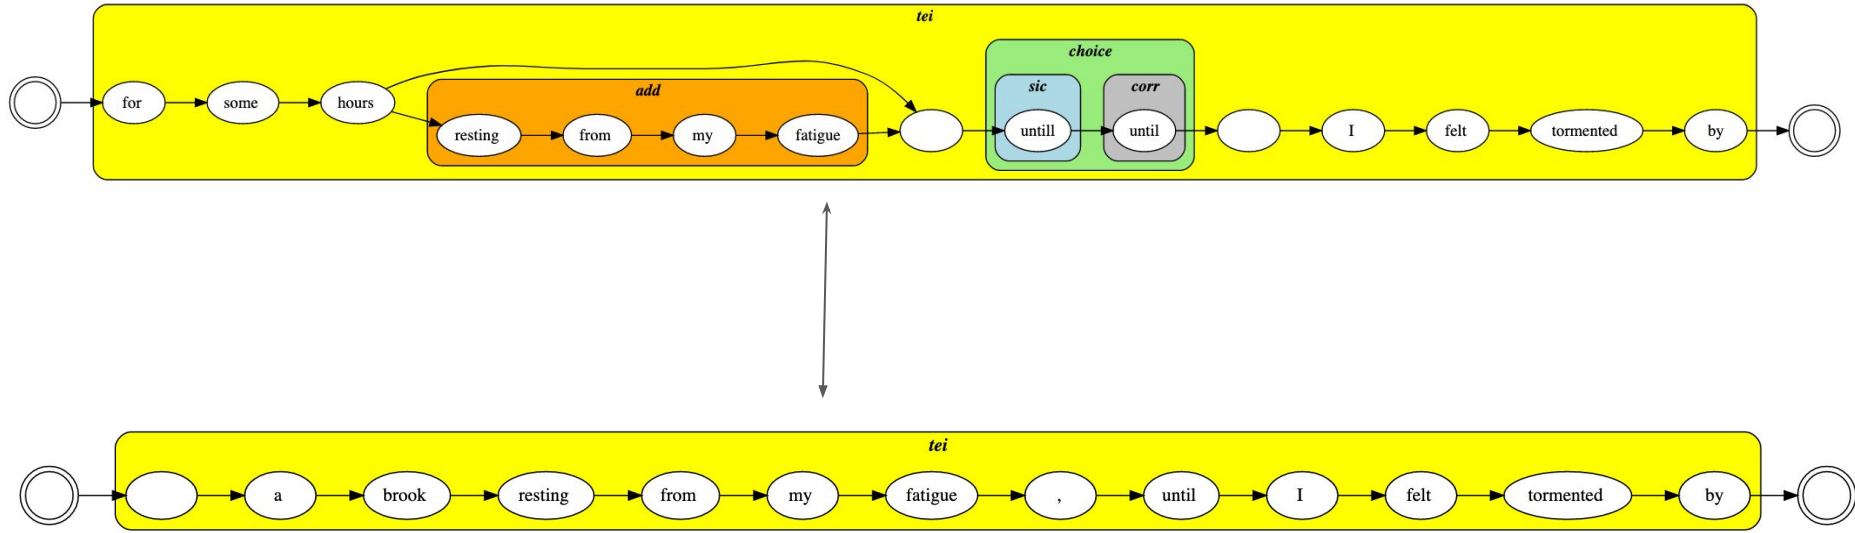 tei
choice
sic corr
add
for some hours
resting from my fatigue untill until I felt tormented by
tei
a brook resting from my fatigue , until I felt tormented by